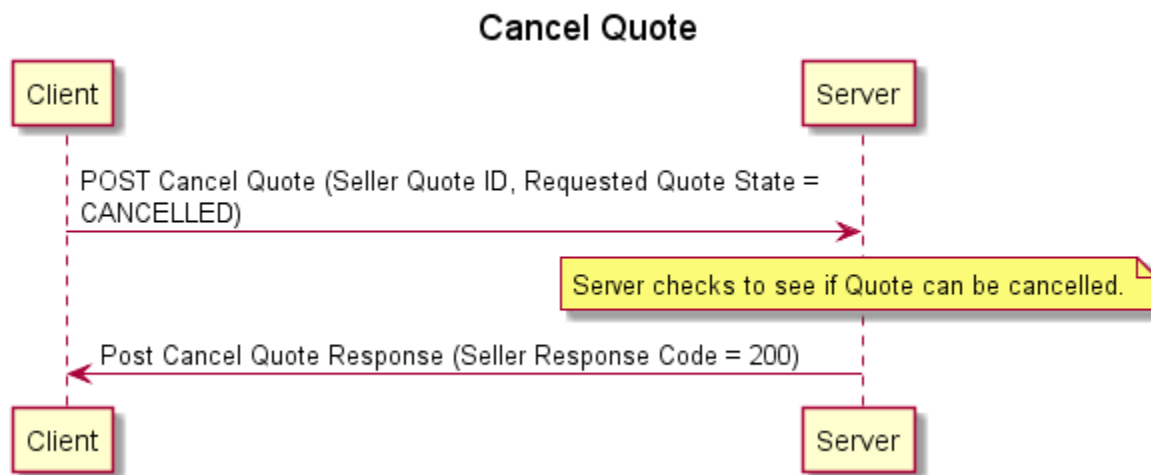 Cancel Quote
Client
Server
POST Cancel Quote (Seller Quote ID, Requested Quote State =
CANCELLED)
Server checks to see if Quote can be cancelled.
Post Cancel Quote Response (Seller Response Code = 200)
Client
Server